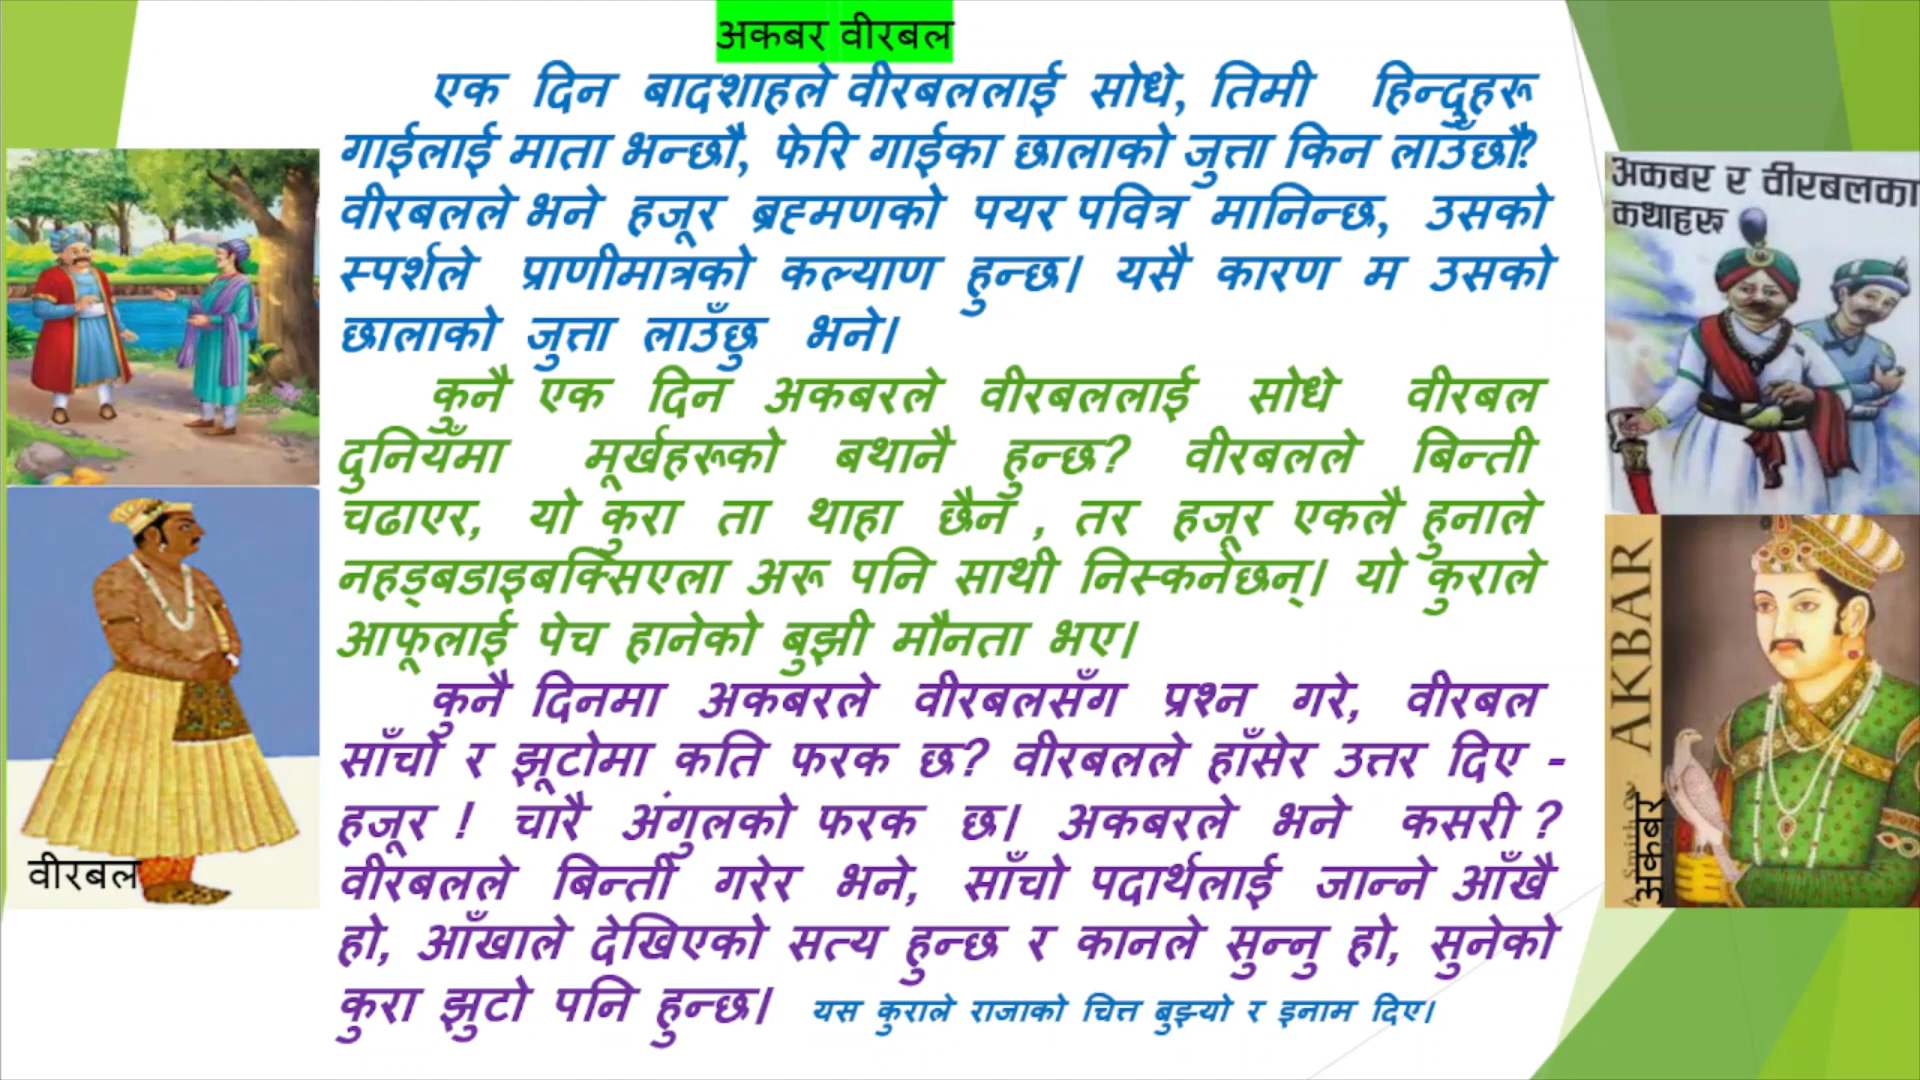 अकबर वीरबल
एक दिन बादशाहले वीरबललाई सोधे, तिमी हिन्दुहरू
गाईलाई माता भन्छौ, फेरि गाईका छालाको जुत्ता किन लाउँछौ?
वीरबलले भने हजूर ब्रह्मणको पयर पवित्र मानिन्छ, उसको
स्पर्शले प्राणीमात्रको कल्याण हुन्छ। यसै कारण म उसको
छालाको जुत्ता लाउँछु भने।
कुनै एक दिन अकबरले वीरबललाई सोधे वीरबल
दुनियाँमा मूर्खहरूको बथानै हुन्छ? वीरबलले बिन्ती
चढाएर, यो कुरा ता थाहा छैनँ , तर हजूर एकलै हुनाले
नहड्बडाइबक्सिएला अरू पनि साथी निस्कनेछन्। यो कुराले
आफूलाई पेच हानेको बुझी मौनता भए।
कुनै दिनमा अकबरले वीरबलसँग प्रश्न गरे, वीरबल
साँचो र झूटोमा कति फरक छ? वीरबलले हाँसेर उत्तर दिए -
हजूर ! चारै अंगुलको फरक छ। अकबरले भने कसरी ?
वीरबलले बिन्ती गरेर भने, साँचो पदार्थलाई जान्ने आँखै
हो, आँखाले देखिएको सत्य हुन्छ र कानले सुन्नु हो, सुनेको
कुरा झुटो पनि हुन्छ। यस कुराले राजाको चित्त बुझ्यो र इनाम दिए।
वीरबल
अकबर र वीरबलका
कथाहरु
AKBAR
अकबर